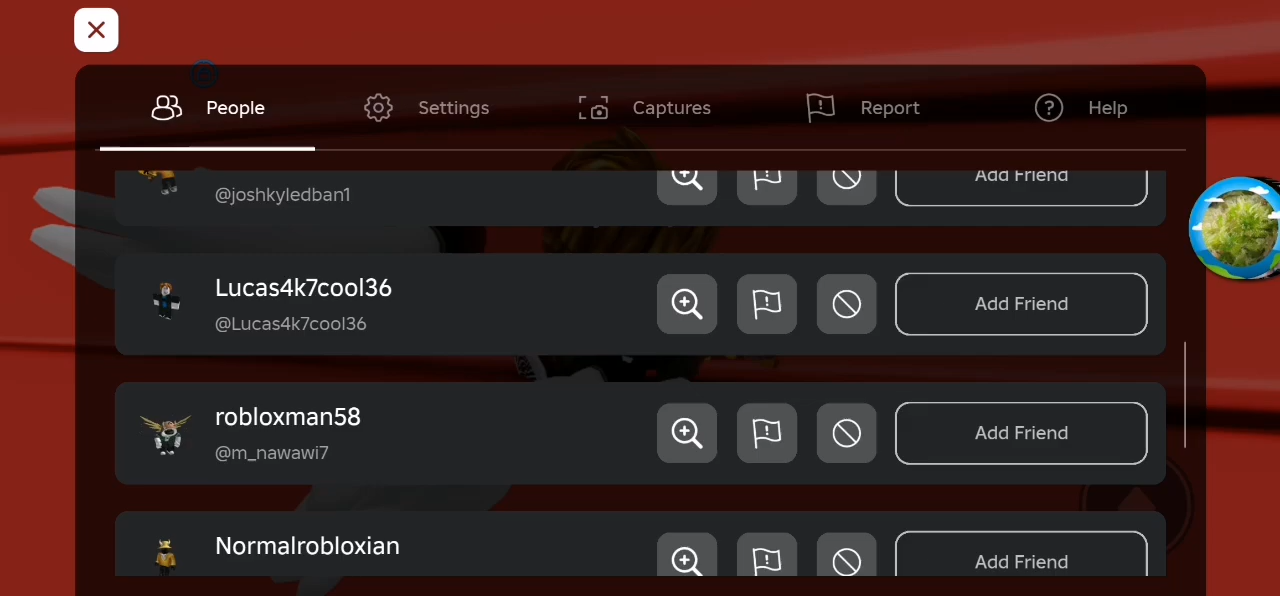 People
Settings
Captures
Report
Help
@joshkyledban1
Add Friend
Lucas4k7cool36
@Lucas4k7cool36
Add Friend
robloxman58
@m_nawawi7
Add Friend
Normalrobloxian
Add Friend